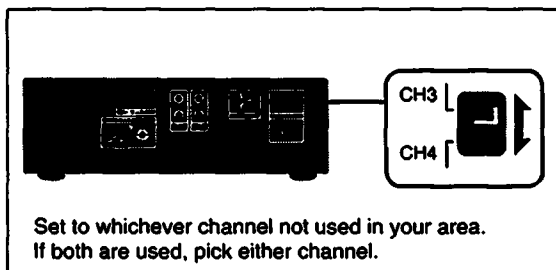 CH3
CH4
Set to whichever channel not used in your area.
If both are used, pick either channel.